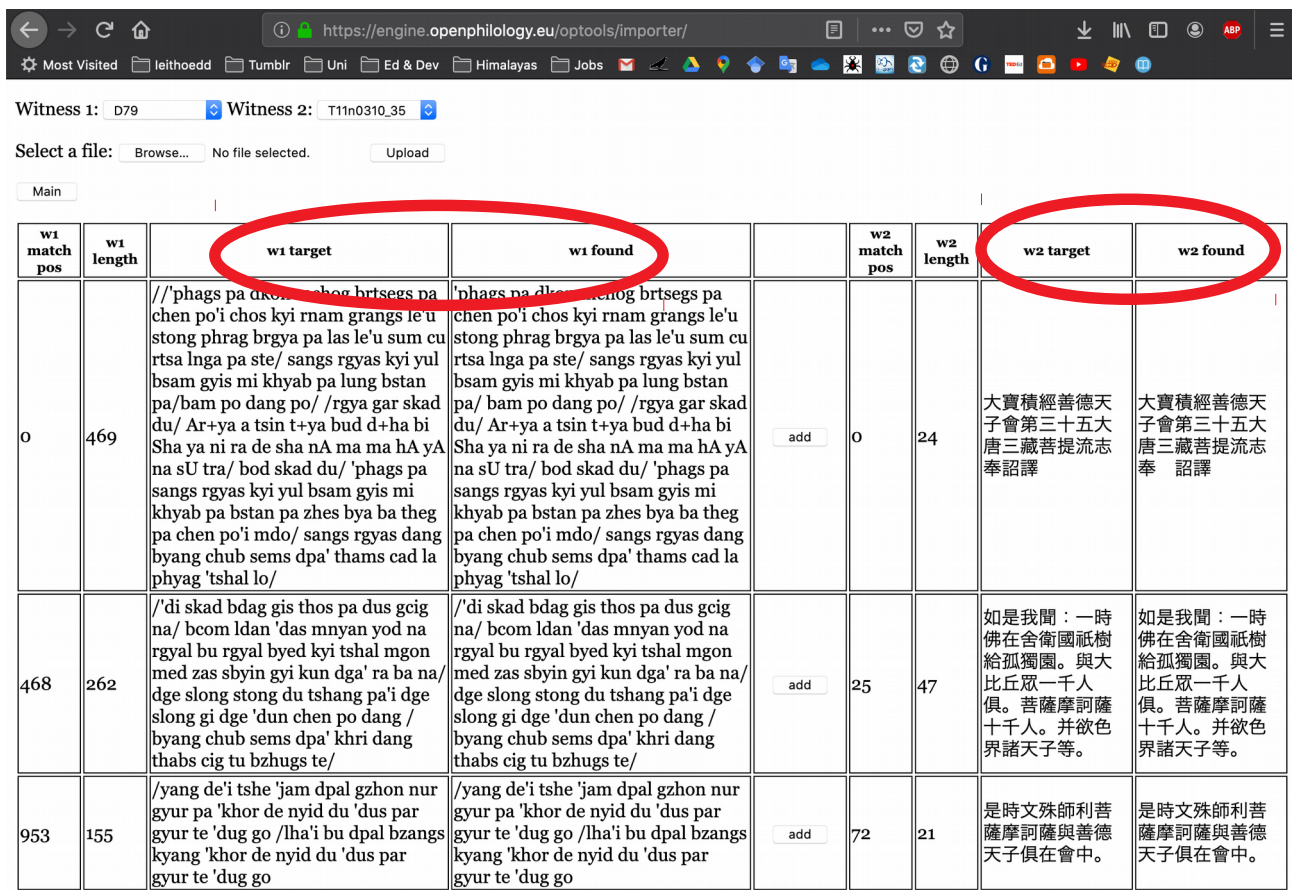 https://engine.openphilology.eu/optools/importer/
ABP
Most Visited leithoedd Tumblr Uni Ed & Dev Himalayas Jobs
Witness 1: D79 Witness 2: T11n0310_35
Select a file: Browse... No file selected. Upload
Main
w1 match pos
w1 length
w1 target
w1 found
w2 match pos
w2 length
w2 target
w2 found
0
469
//'phags pa
chen po'i chos kyi rnam grangs le'u
stong phrag brgya pa las le'u sum cu
rtsa lnga pa ste/ sangs rgyas kyi yul
bsam gyis mi khyab pa lung bstan
pa/bam po dang po/ /rgya gar skad
du/ Ar+ya a tsin t+ya bud d+ha bi
Sha ya ni ra de sha nA ma ma hA yA
na sU tra/ bod skad du/ 'phags pa
sangs rgyas kyi yul bsam gyis mi
khyab pa bstan pa zhes bya ba theg
pa chen po'i mdo/ sangs rgyas dang
byang chub sems dpa' thams cad la
phyag 'tshal lo/
'phags pa brtsegs pa
chen po'i chos kyi rnam grangs le'u
stong phrag brgya pa las le'u sum cu
rtsa lnga pa ste/ sangs rgyas kyi yul
bsam gyis mi khyab pa lung bstan
pa/ bam po dang po/ /rgya gar skad
du/ Ar+ya a tsin t+ya bud d+ha bi
Sha ya ni ra de sha nA ma ma hA yA
na sU tra/ bod skad du/ 'phags pa
sangs rgyas kyi yul bsam gyis mi
khyab pa bstan pa zhes bya ba theg
pa chen po'i mdo/ sangs rgyas dang
byang chub sems dpa' thams cad la
phyag 'tshal lo/
add
0
24
大寶積經善德天
子會第三十五大
唐三藏菩提流志
奉詔譯
大寶積經善德天
子會第三十五大
唐三藏菩提流志
奉　詔譯
468
262
/'di skad bdag gis thos pa dus gcig
na/ bcom ldan 'das mnyan yod na
rgyal bu rgyal byed kyi tshal mgon
med zas sbyin gyi kun dga' ra ba na/
dge slong stong du tshang pa'i dge
slong gi dge 'dun chen po dang /
byang chub sems dpa' khri dang
thabs cig tu bzhugs te/
/'di skad bdag gis thos pa dus gcig
na/ bcom ldan 'das mnyan yod na
rgyal bu rgyal byed kyi tshal mgon
med zas sbyin gyi kun dga' ra ba na/
dge slong stong du tshang pa'i dge
slong gi dge 'dun chen po dang /
byang chub sems dpa' khri dang
thabs cig tu bzhugs te/
add
25
47
如是我聞：一時
佛在舍衛國祇樹
給孤獨園。與大
比丘眾一千人
俱。菩薩摩訶薩
十千人。并欲色
界諸天子等。
如是我聞：一時
佛在舍衛國祇樹
給孤獨園。與大
比丘眾一千人
俱。菩薩摩訶薩
十千人。并欲色
界諸天子等。
953
155
/yang de'i tshe 'jam dpal gzhon nur
gyur pa 'khor de nyid du 'dus par
gyur te 'dug go /lha'i bu dpal bzangs
kyang 'khor de nyid du 'dus par
gyur te 'dug go
/yang de'i tshe 'jam dpal gzhon nur
gyur pa 'khor de nyid du 'dus par
gyur te 'dug go /lha'i bu dpal bzangs
kyang 'khor de nyid du 'dus par
gyur te 'dug go
add
72
21
是時文殊師利菩
薩摩訶薩與善德
天子俱在會中。
是時文殊師利菩
薩摩訶薩與善德
天子俱在會中。